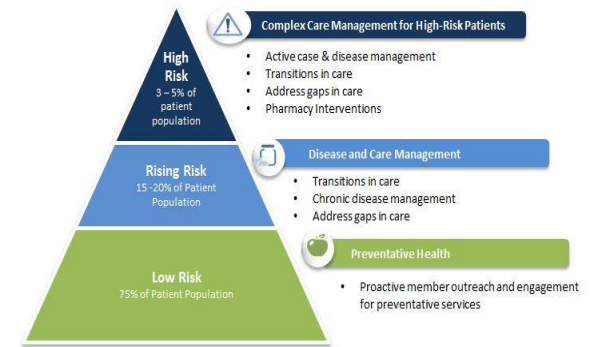 Complex Care Management for High-Risk Patients
High
Risk
3 – 5% of
patient
population
• Active case & disease management
• Transitions in care
• Address gaps in care
• Pharmacy Interventions
Disease and Care Management
Rising Risk
15 -20% of Patient
Population
• Transitions in care
• Chronic disease management
• Address gaps in care
Preventative Health
Low Risk
75% of Patient Population
• Proactive member outreach and engagement
for preventative services